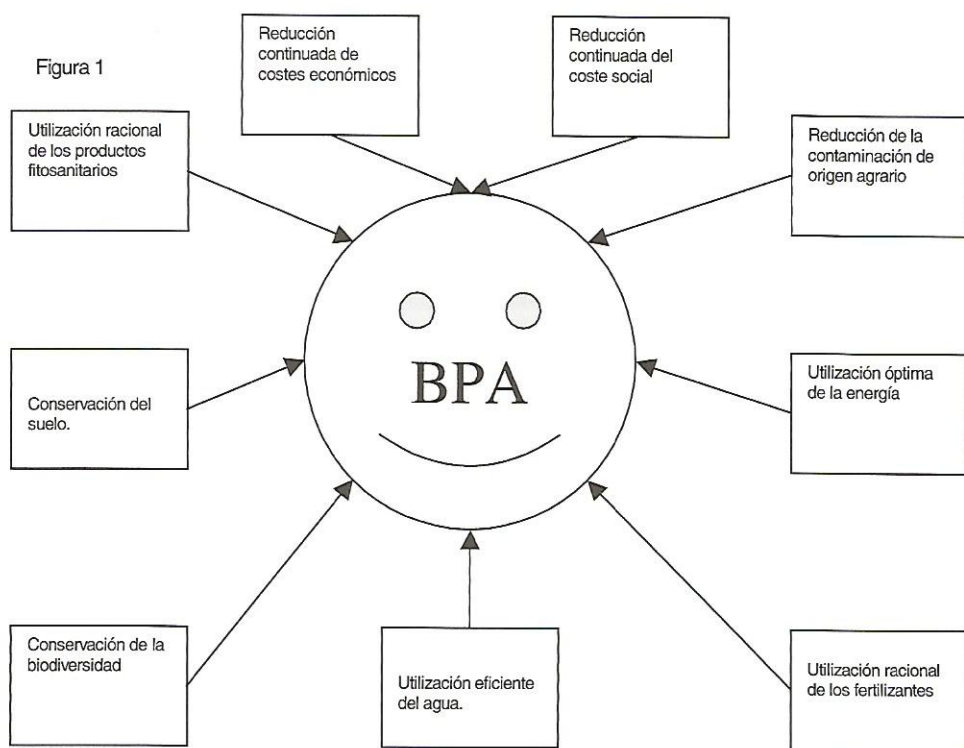 Figura 1
Reducción
continuada de
costes económicos
Reducción
continuada del
coste social
Utilización racional
de los productos
fitosanitarios
Reducción de la
contaminación de
origen agrario
BPA
Conservación del
suelo.
Utilización óptima
de la energía
Conservación de la
biodiversidad
Utilización eficiente
del agua.
Utilización racional
de los fertilizantes